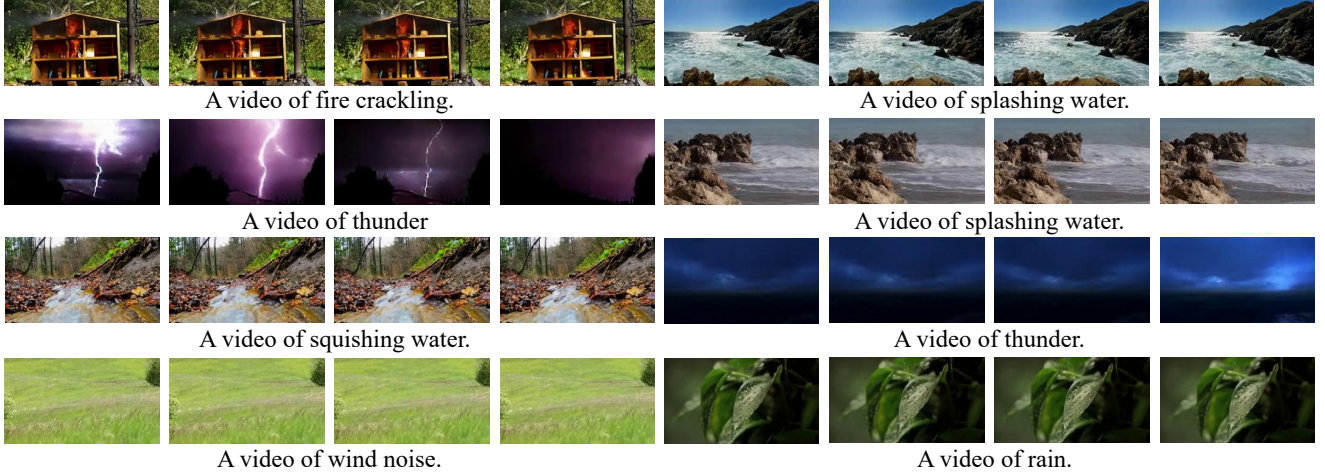 A video of fire crackling.
A video of splashing water.
A video of thunder
A video of splashing water.
A video of squishing water.
A video of thunder.
A video of wind noise.
A video of rain.